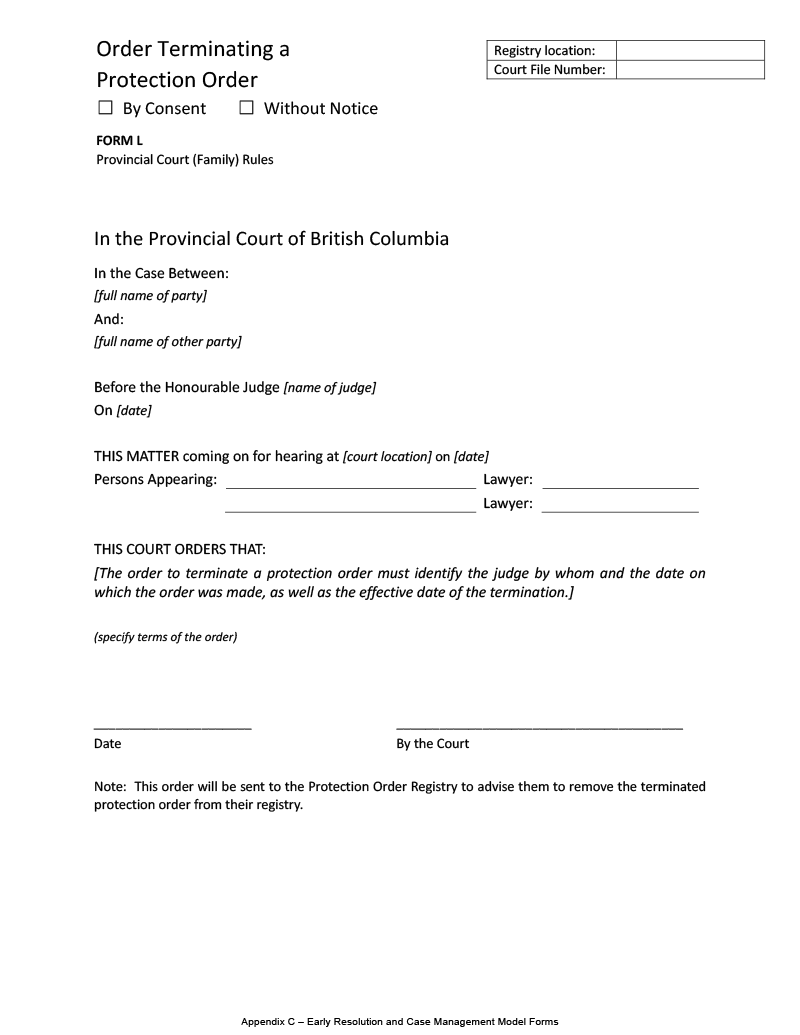 Order Terminating a
Protection Order
☐ By Consent ☐ Without Notice
FORM L
Provincial Court (Family) Rules
Registry location:
Court File Number:
In the Provincial Court of British Columbia
In the Case Between:
[full name of party]
And:
[full name of other party]
Before the Honourable Judge [name of judge]
On [date]
THIS MATTER coming on for hearing at [court location] on [date]
Persons Appearing: Lawyer:
Lawyer:
THIS COURT ORDERS THAT:
[The order to terminate a protection order must identify the judge by whom and the date on
which the order was made, as well as the effective date of the termination.]
(specify terms of the order)
Date By the Court
Note: This order will be sent to the Protection Order Registry to advise them to remove the terminated
protection order from their registry.
Appendix C – Early Resolution and Case Management Model Forms